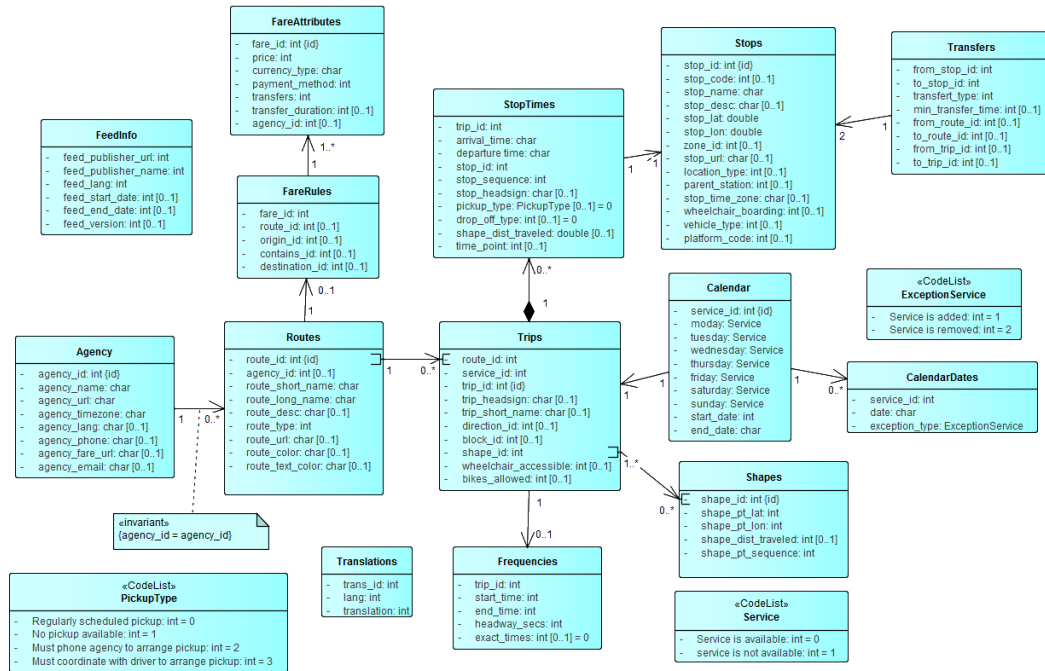 FareAttributes
- fare_id: int {id}
- price: int
- currency_type: char
- payment_method: int
- transfers: int
- transfer_duration: int [0..1]
- agency_id: int [0..1]
1..*
1
FeedInfo
- feed_publisher_url: int
- feed_publisher_name: int
- feed_lang: int
- feed_start_date: int [0..1]
- feed_end_date: int [0..1]
- feed_version: int [0..1]
FareRules
- fare_id: int
- route_id: int [0..1]
- origin_id: int [0..1]
- contains_id: int [0..1]
- destination_id: int [0..1]
0..1
1
StopTimes
- trip_id: int
- arrival_time: char
- departure time: char
- stop_id: int
- stop_sequence: int
- stop_headsign: char [0..1]
- pickup_type: PickupType [0..1] = 0
- drop_off_type: int [0..1] = 0
- shape_dist_traveled: double [0..1]
- time_point: int [0..1]
1
1
0..*
1
Stops
- stop_id: int {id}
- stop_code: int [0..1]
- stop_name: char
- stop_desc: char [0..1]
- stop_lat: double
- stop_lon: double
- zone_id: int [0..1]
- stop_url: char [0..1]
- location_type: int [0..1]
- parent_station: int [0..1]
- stop_time_zone: char [0..1]
- wheelchair_boarding: int [0..1]
- vehicle_type: int [0..1]
- platform_code: int [0..1]
2
1
Transfers
- from_stop_id: int
- to_stop_id: int
- transfert_type: int
- min_transfer_time: int [0..1]
- from_route_id: int [0..1]
- to_route_id: int [0..1]
- from_trip_id: int [0..1]
- to_trip_id: int [0..1]
Agency
- agency_id: int {id}
- agency_name: char
- agency_url: char
- agency_timezone: char
- agency_lang: char [0..1]
- agency_phone: char [0..1]
- agency_fare_url: char [0..1]
- agency_email: char [0..1]
1
0..*
Routes
- route_id: int {id}
- agency_id: int [0..1]
- route_short_name: char
- route_long_name: char
- route_desc: char [0..1]
- route_type: int
- route_url: char [0..1]
- route_color: char [0..1]
- route_text_color: char [0..1]
1
0..*
Trips
- route_id: int
- service_id: int
- trip_id: int {id}
- trip_headsign: char [0..1]
- trip_short_name: char [0..1]
- direction_id: int [0..1]
- block_id: int [0..1]
- shape_id: int
- wheelchair_accessible: int [0..1]
- bikes_allowed: int [0..1]
1
1
Calendar
- service_id: int {id}
- moday: Service
- tuesday: Service
- wednesday: Service
- thursday: Service
- friday: Service
- saturday: Service
- sunday: Service
- start_date: int
- end_date: char
1
0..*
«CodeList»
ExceptionService
- Service is added: int = 1
- Service is removed: int = 2
CalendarDates
- service_id: int
- date: char
- exception_type: ExceptionService
1..*
0..*
Shapes
- shape_id: int {id}
- shape_pt_lat: int
- shape_pt_lon: int
- shape_dist_traveled: int [0..1]
- shape_pt_sequence: int
«invariant»
{agency_id = agency_id}
1
0..1
Translations
- trans_id: int
- lang: int
- translation: int
Frequencies
- trip_id: int
- start_time: int
- end_time: int
- headway_secs: int
- exact_times: int [0..1] = 0
«CodeList»
PickupType
- Regularly scheduled pickup: int = 0
- No pickup available: int = 1
- Must phone agency to arrange pickup: int = 2
- Must coordinate with driver to arrange pickup: int = 3
«CodeList»
Service
- Service is available: int = 0
- service is not available: int = 1